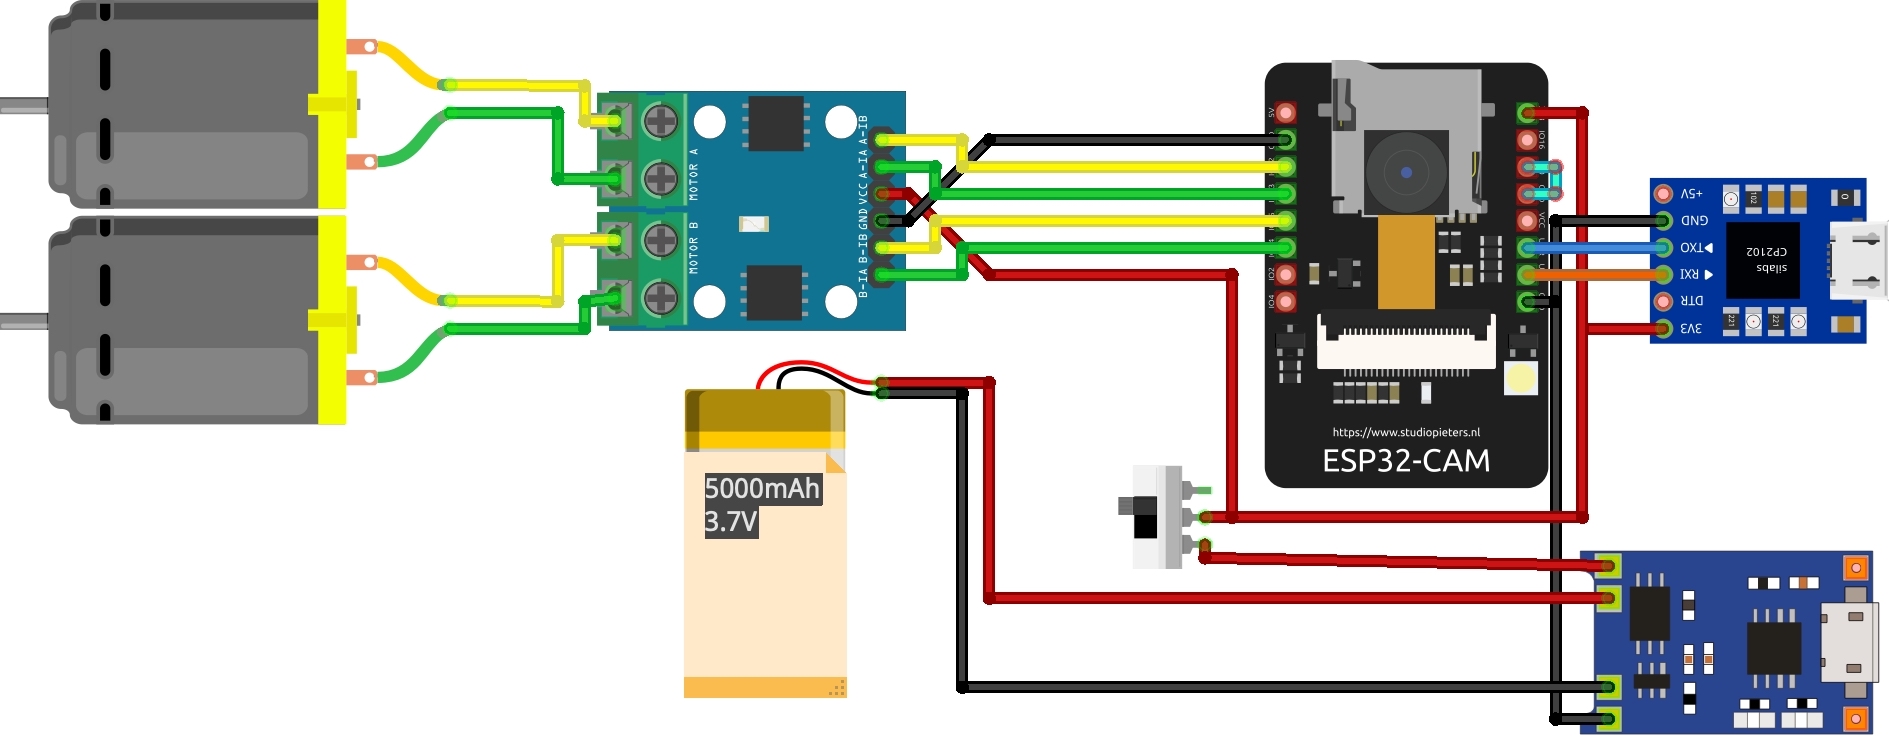 MOTOR A
MOTOR B
A-IB
A-IA
VCC
GND
B-IB
B-IA
5000mAh
3.7V
5V
IO2
IO4
IO16
VCC
https://www.studiopieters.nl
ESP32-CAM
+5V
GND
TXO
RXI
DTR
3V3
silabs
CP2102
102
0
221
221